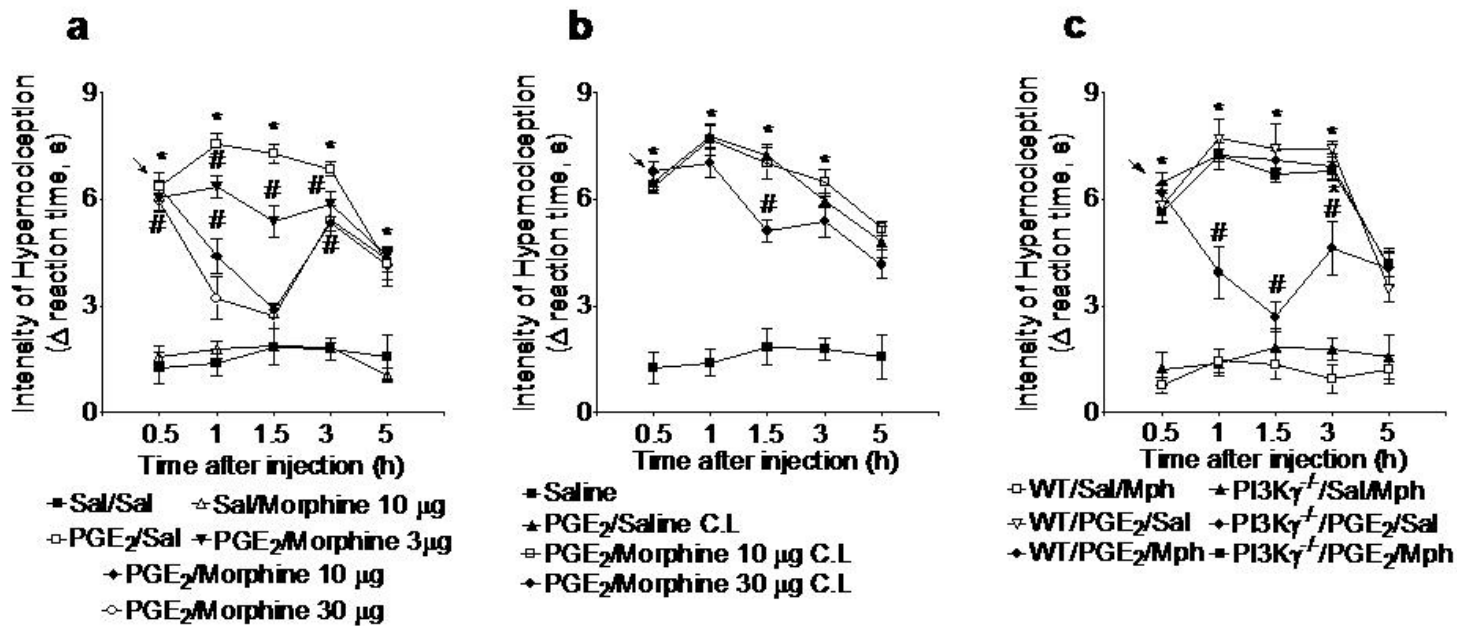 a
Intensity of Hypernociception
(Δ reaction time, s)
9
6
3
0
* * * * *
# # # # # # #
0.5 1 1.5 3 5
Time after injection (h)
Sal/Sal Sal/Morphine 10 μg
PGE2/Sal PGE2/Morphine 3μg
PGE2/Morphine 10 μg
PGE2/Morphine 30 μg
b
Intensity of Hypernociception
(Δ reaction time, s)
9
6
3
0
* * * *
#
0.5 1 1.5 3 5
Time after injection (h)
Saline
PGE2/Saline C.L
PGE2/Morphine 10 μg C.L
PGE2/Morphine 30 μg C.L
c
Intensity of Hypernociception
(Δ reaction time, s)
9
6
3
0
* * * * *
# # #
0.5 1 1.5 3 5
Time after injection (h)
WT/Sal/Mph PI3Kγ-/-/Sal/Mph
WT/PGE2/Sal PI3Kγ-/-/PGE2/Sal
WT/PGE2/Mph PI3Kγ-/-/PGE2/Mph